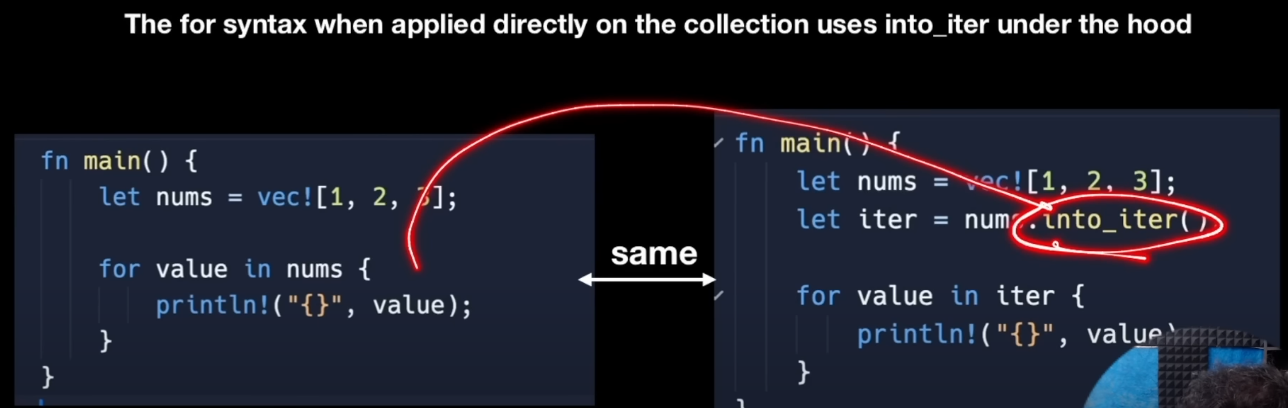 The for syntax when applied directly on the collection uses into_iter under the hood
fn main() {
let nums = vec![1, 2, 3];
for value in nums {
println!("{}", value);
}
}
same
fn main() {
let nums = vec![1, 2, 3];
let iter = nums.into_iter()
for value in iter {
println!("{}", value)
}
}